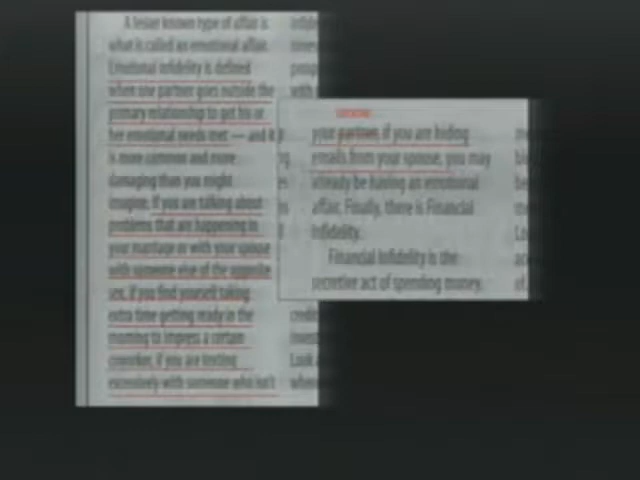 A lesser known type of affair is
what is called an emotional affair.
Emotional infidelity is defined
when one partner goes outside the
primary relationship to get his or
her emotional needs met — and it
is more common and more
damaging than you might
imagine. If you are talking about
problems that are happening in
your marriage or with your spouse
with someone else of the opposite
sex, if you find yourself taking
extra time getting ready in the
morning to impress a certain
coworker, if you are texting
excessively with someone who isn't
your partner, if you are hiding
emails from your spouse, you may
already be having an emotional
affair. Finally, there is Financial
Infidelity.
Financial Infidelity is the
secretive act of spending money,